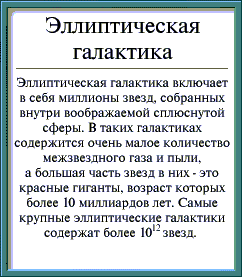 Эллиптическая
галактика
Эллиптическая галактика включает
в себя миллионы звезд, собранных
внутри воображаемой сплюснутой
сферы. В таких галактиках
содержится очень малое количество
межзвездного газа и пыли,
а большая часть звезд в них - это
красные гиганты, возраст которых
более 10 миллиардов лет. Самые
крупные эллиптические галактики
содержат более 10¹² звезд.